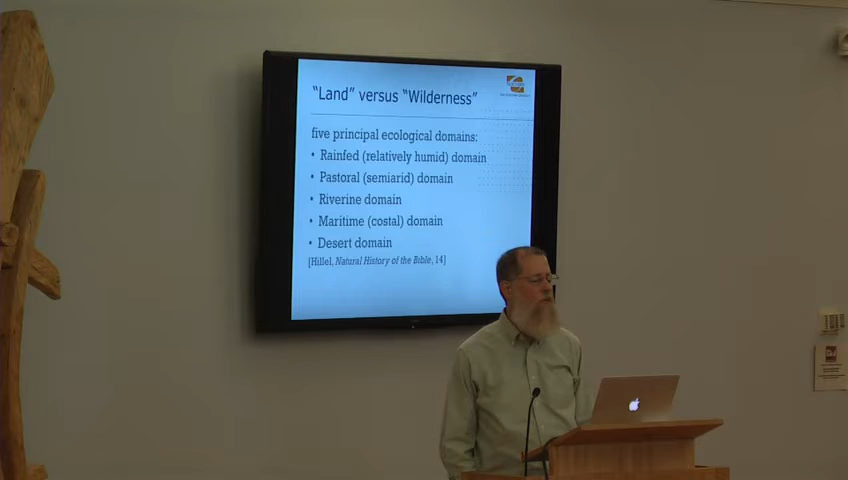 “Land” versus “Wilderness”
five principal ecological domains:
• Rainfed (relatively humid) domain
• Pastoral (semiarid) domain
• Riverine domain
• Maritime (costal) domain
• Desert domain
[Hillel, Natural History of the Bible, 14]